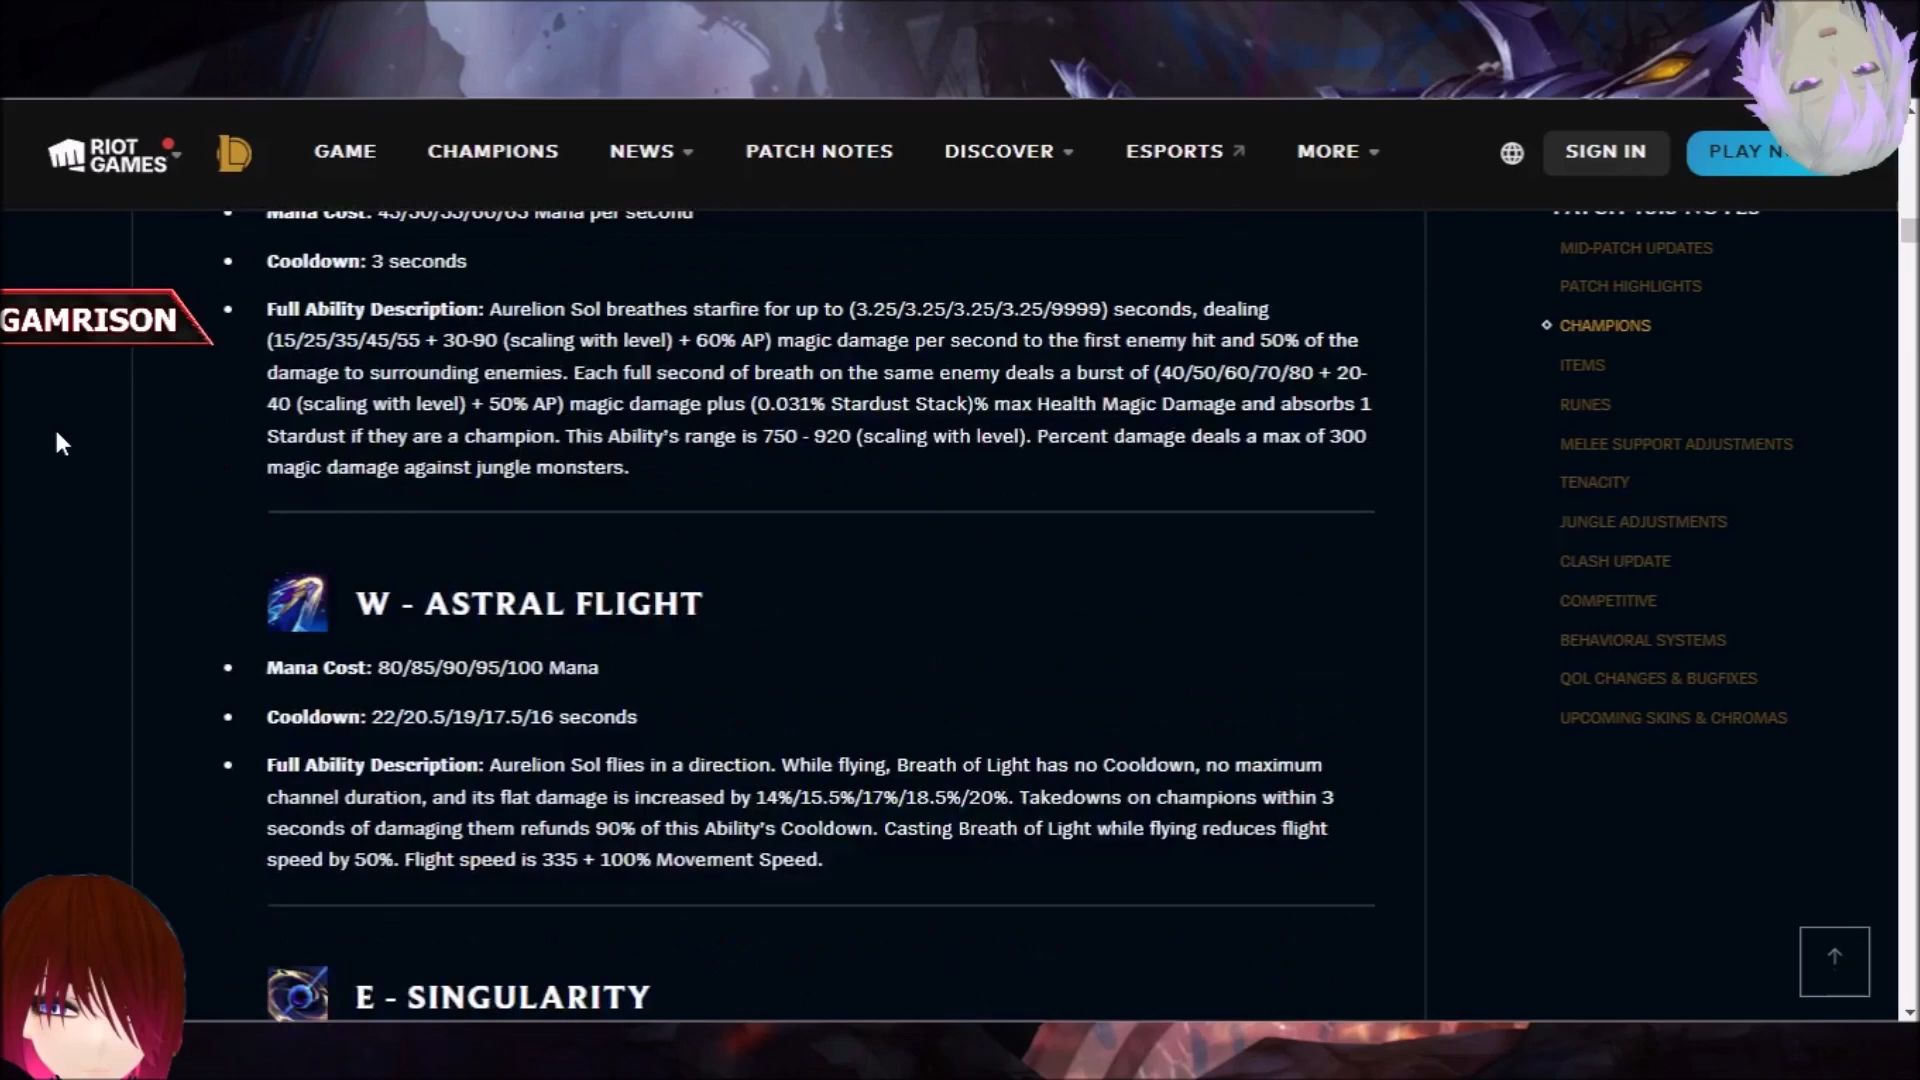 RIOT GAMES
GAME CHAMPIONS NEWS PATCH NOTES DISCOVER ESPORTS MORE SIGN IN PLAY
Mana Cost: 45/50/55/60/65 Mana per second
Cooldown: 3 seconds
Full Ability Description: Aurelion Sol breathes starfire for up to (3.25/3.25/3.25/3.25/9999) seconds, dealing
(15/25/35/45/55 + 30-90 (scaling with level) + 60% AP) magic damage per second to the first enemy hit and 50% of the
damage to surrounding enemies. Each full second of breath on the same enemy deals a burst of (40/50/60/70/80 + 20-
40 (scaling with level) + 50% AP) magic damage plus (0.031% Stardust Stack)% max Health Magic Damage and absorbs 1
Stardust if they are a champion. This Ability's range is 750 - 920 (scaling with level). Percent damage deals a max of 300
magic damage against jungle monsters.
W - ASTRAL FLIGHT
Mana Cost: 80/85/90/95/100 Mana
Cooldown: 22/20.5/19/17.5/16 seconds
Full Ability Description: Aurelion Sol flies in a direction. While flying, Breath of Light has no Cooldown, no maximum
channel duration, and its flat damage is increased by 14%/15.5%/17%/18.5%/20%. Takedowns on champions within 3
seconds of damaging them refunds 90% of this Ability's Cooldown. Casting Breath of Light while flying reduces flight
speed by 50%. Flight speed is 335 + 100% Movement Speed.
E - SINGULARITY
GAMRISON
NOTES
MID-PATCH UPDATES
PATCH HIGHLIGHTS
CHAMPIONS
ITEMS
RUNES
MELEE SUPPORT ADJUSTMENTS
TENACITY
JUNGLE ADJUSTMENTS
CLASH UPDATE
COMPETITIVE
BEHAVIORAL SYSTEMS
QOL CHANGES & BUGFIXES
UPCOMING SKINS & CHROMAS